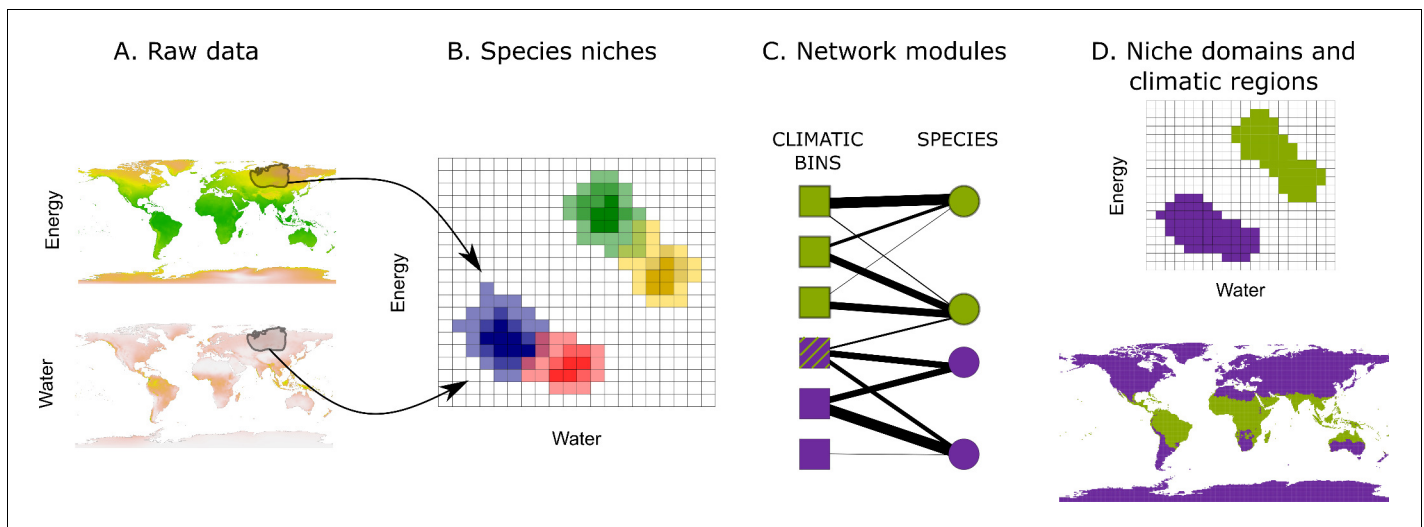 A. Raw data
B. Species niches
C. Network modules
D. Niche domains and
climatic regions
Energy
Water
Energy
Water
CLIMATIC
BINS
SPECIES
Energy
Water